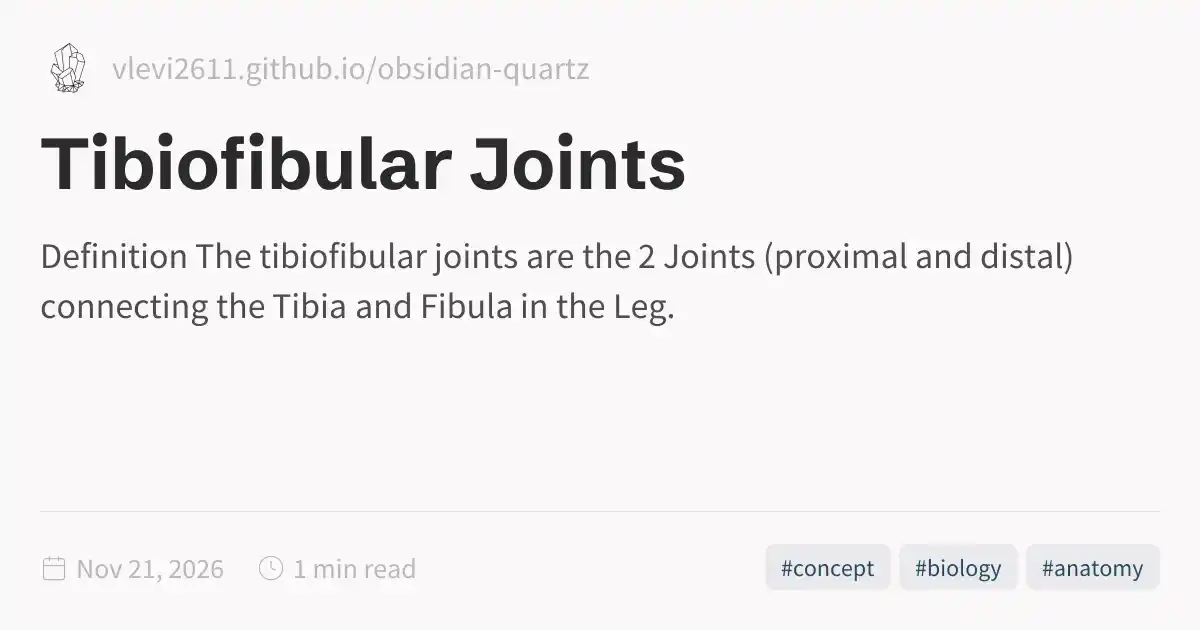 vlevi2611.github.io/obsidian-quartz
Tibiofibular Joints
Definition The tibiofibular joints are the 2 Joints (proximal and distal)
connecting the Tibia and Fibula in the Leg.
Nov 21, 2026 1 min read #concept #biology #anatomy